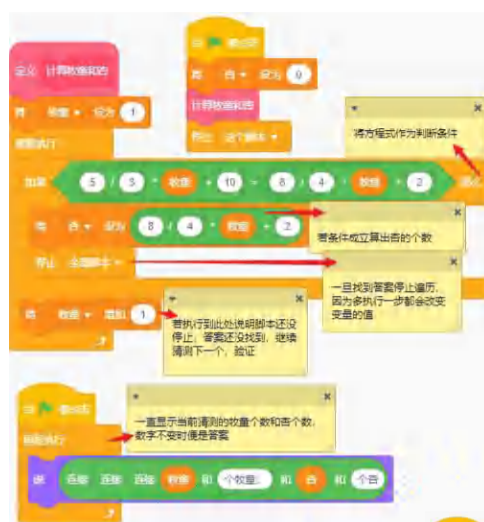 当 被点击
将 杏 设为 0
定义 计算牧童和杏
计算牧童和杏
停止 这个脚本
将 牧童 设为 1
将方程式作为判断条件
重复执行
如果 5 / 3 * 牧童 + 10 = 8 / 4 * 牧童 + 2 那么
将 杏 设为 8 / 4 * 牧童 + 2
若条件成立算出杏的个数
停止 全部脚本
一旦找到答案停止遍历,
因为多执行一步都会改变
变量的值
将 牧童 增加 1
若执行到此处说明脚本还没
停止,答案还没找到,继续
猜测下一个,验证
当 被点击
一直显示当前猜测的牧童个数和杏个数,
数字不变时便是答案
重复执行
说 连接 连接 连接 牧童 和 个牧童, 和 杏 和 个杏